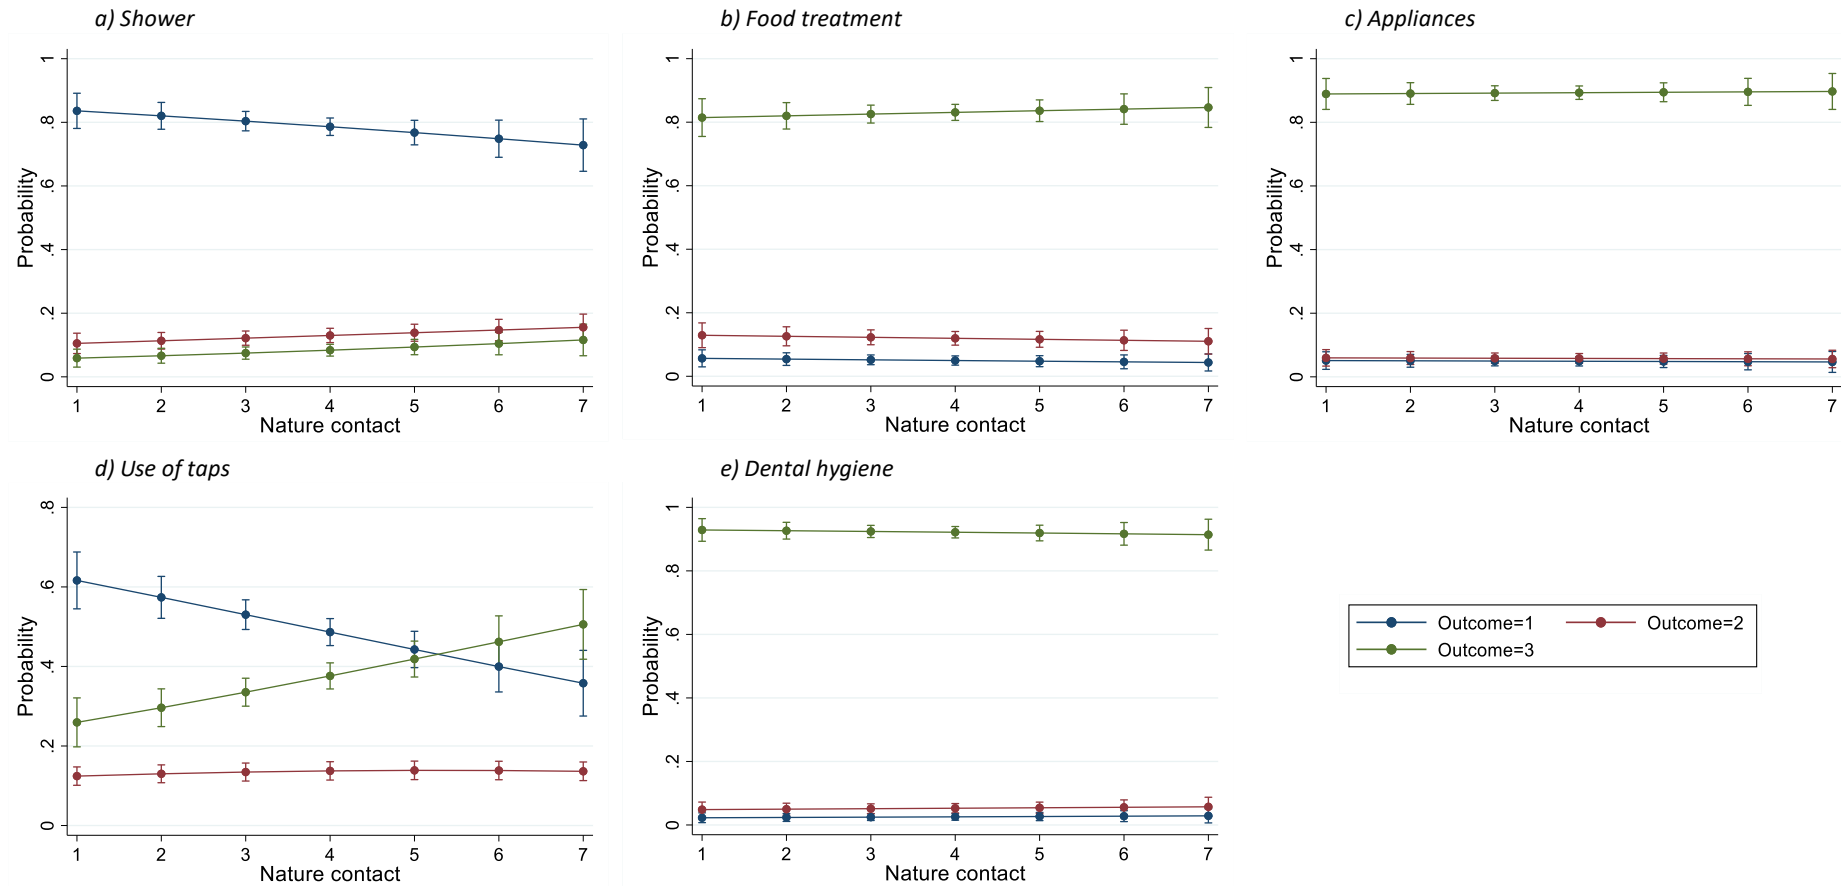 a) Shower
Probability
1
.8
.6
.4
.2
0
1 2 3 4 5 6 7
Nature contact
b) Food treatment
Probability
1
.8
.6
.4
.2
0
1 2 3 4 5 6 7
Nature contact
c) Appliances
Probability
1
.8
.6
.4
.2
0
1 2 3 4 5 6 7
Nature contact
d) Use of taps
Probability
.8
.6
.4
.2
0
1 2 3 4 5 6 7
Nature contact
e) Dental hygiene
Probability
1
.8
.6
.4
.2
0
1 2 3 4 5 6 7
Nature contact
Outcome=1 Outcome=2
Outcome=3